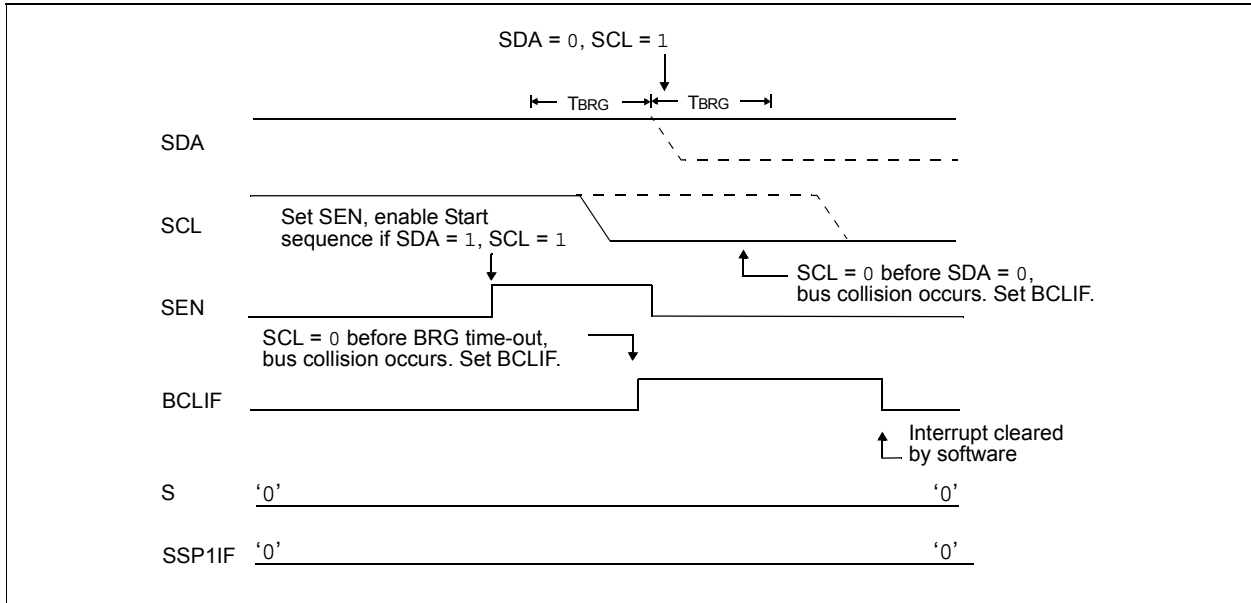 SDA = 0, SCL = 1
TBRG TBRG
SDA
SCL
Set SEN, enable Start
sequence if SDA = 1, SCL = 1
SCL = 0 before SDA = 0,
bus collision occurs. Set BCLIF.
SEN
SCL = 0 before BRG time-out,
bus collision occurs. Set BCLIF.
BCLIF
Interrupt cleared
by software
S ‘0’ ‘0’
SSP1IF ‘0’ ‘0’